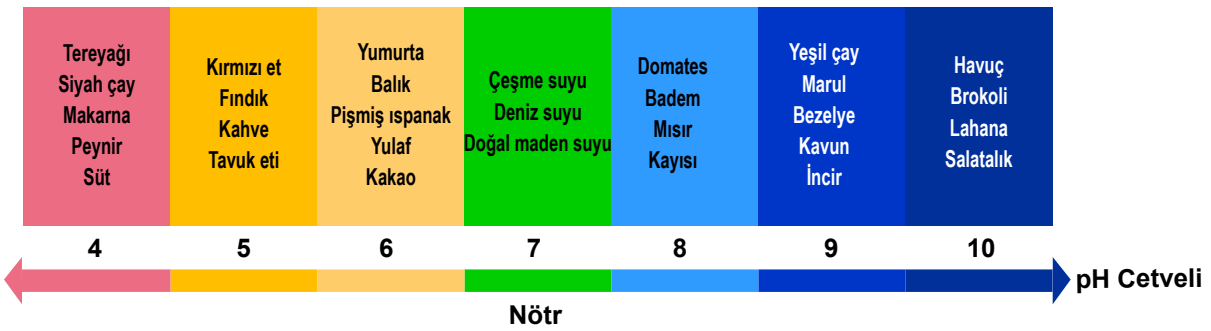 Tereyağı
Siyah çay
Makarna
Peynir
Süt
Kırmızı et
Fındık
Kahve
Tavuk eti
Yumurta
Balık
Pişmiş ıspanak
Yulaf
Kakao
Çeşme suyu
Deniz suyu
Doğal maden suyu
Domates
Badem
Mısır
Kayısı
Yeşil çay
Marul
Bezelye
Kavun
İncir
Havuç
Brokoli
Lahana
Salatalık
4 5 6 7 8 9 10
pH Cetveli
Nötr